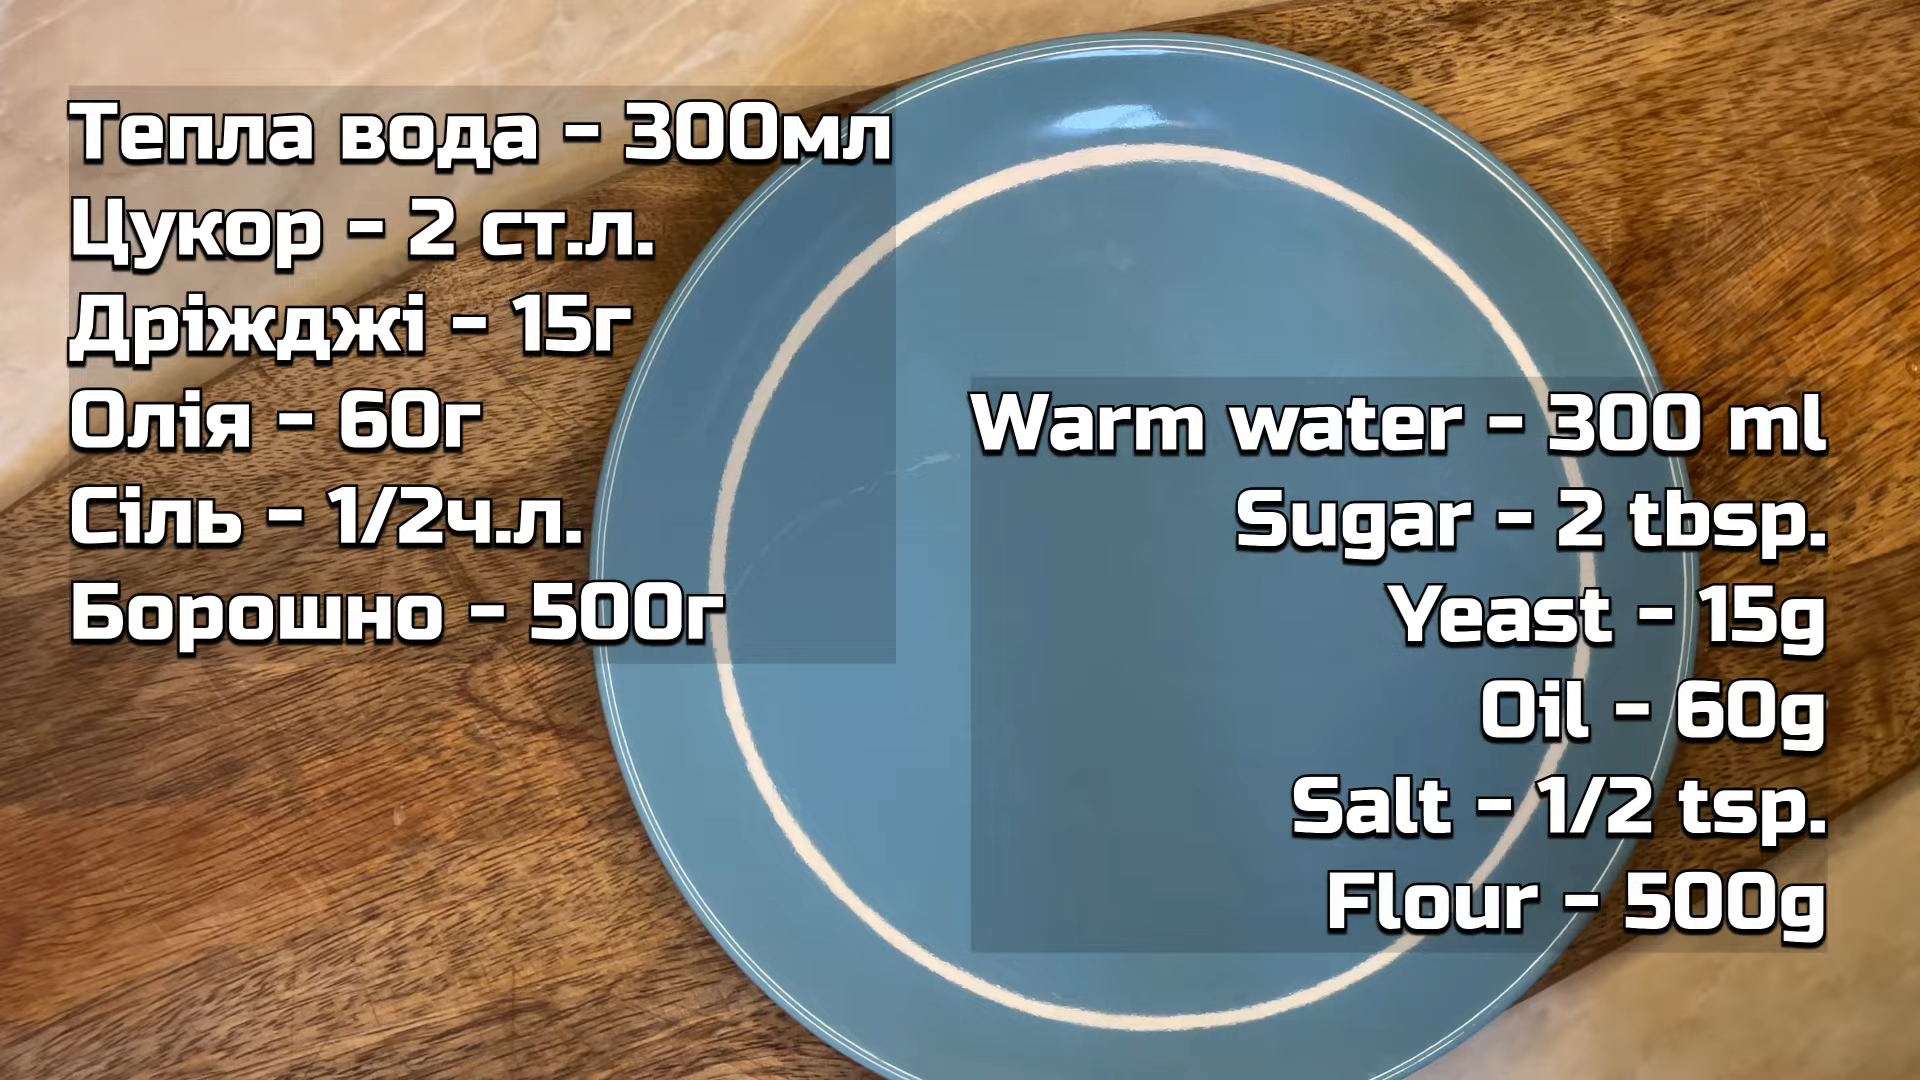 Тепла вода - 300мл
Цукор - 2 ст.л.
Дріжджі - 15г
Олія - 60г
Сіль - 1/2ч.л.
Борошно - 500г
Warm water - 300 ml
Sugar - 2 tbsp.
Yeast - 15g
Oil - 60g
Salt - 1/2 tsp.
Flour - 500g